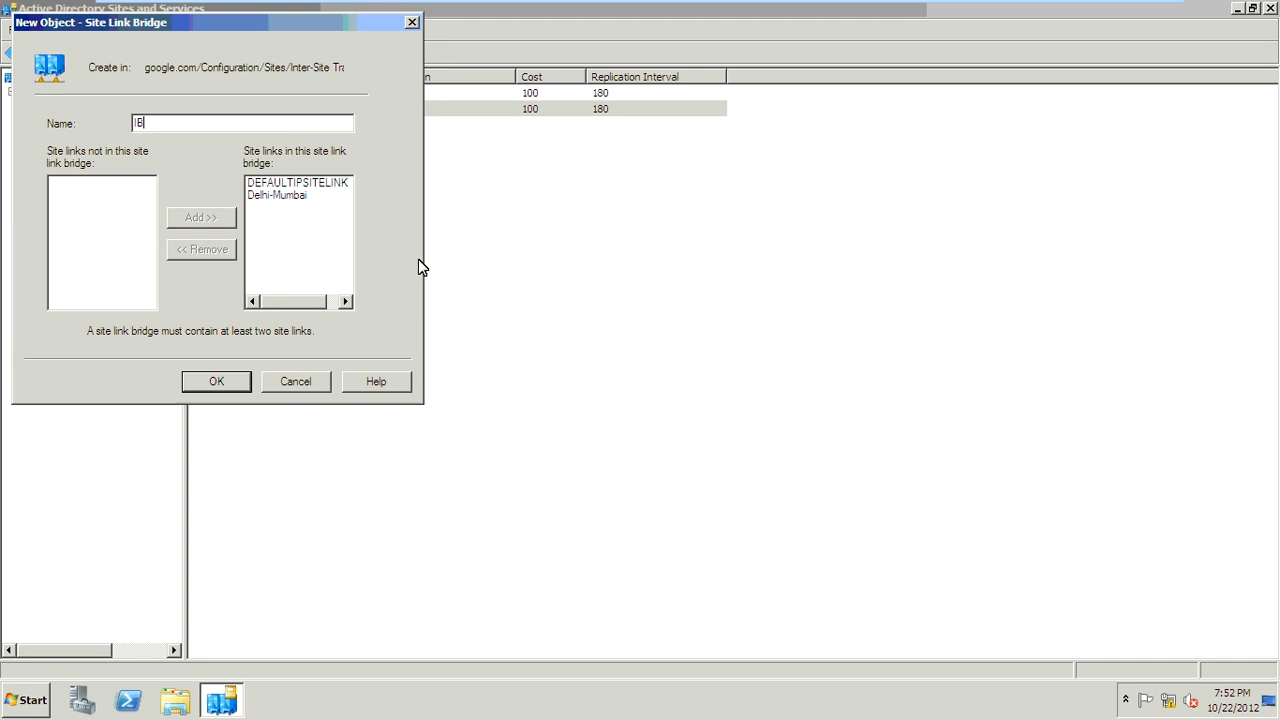 Active Directory Sites and Services
New Object - Site Link Bridge
Create in: google.com/Configuration/Sites/Inter-Site Tra
Cost Replication Interval
100 180
100 180
Name: IB
Site links not in this site link bridge:
Site links in this site link bridge:
DEFAULTIPSITELINK
Delhi-Mumbai
Add >>
<< Remove
A site link bridge must contain at least two site links.
OK Cancel Help
Start
7:52 PM
10/22/2012